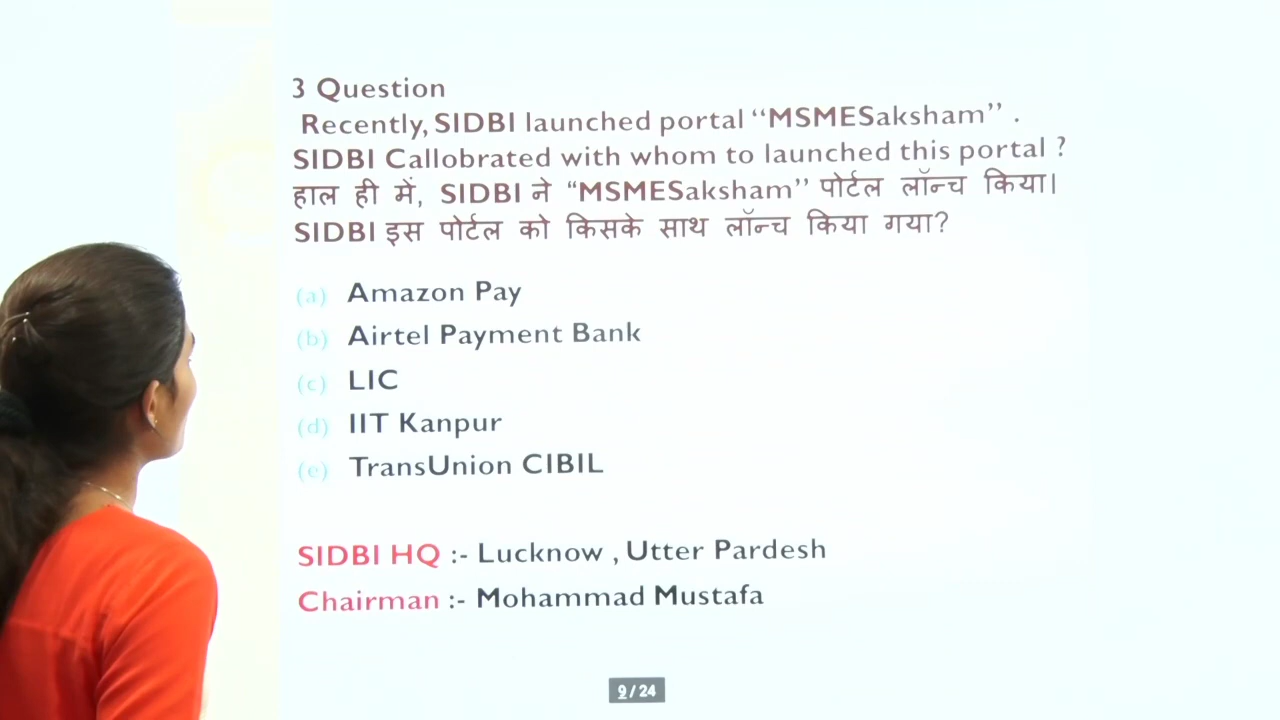 3 Question
Recently, SIDBI launched portal “MSMESaksham” .
SIDBI Callobrated with whom to launched this portal ?
हाल ही में, SIDBI ने “MSMESaksham” पोर्टल लॉन्च किया।
SIDBI इस पोर्टल को किसके साथ लॉन्च किया गया?
(a) Amazon Pay
(b) Airtel Payment Bank
(c) LIC
(d) IIT Kanpur
(e) TransUnion CIBIL
SIDBI HQ :- Lucknow , Utter Pardesh
Chairman :- Mohammad Mustafa
9 / 24